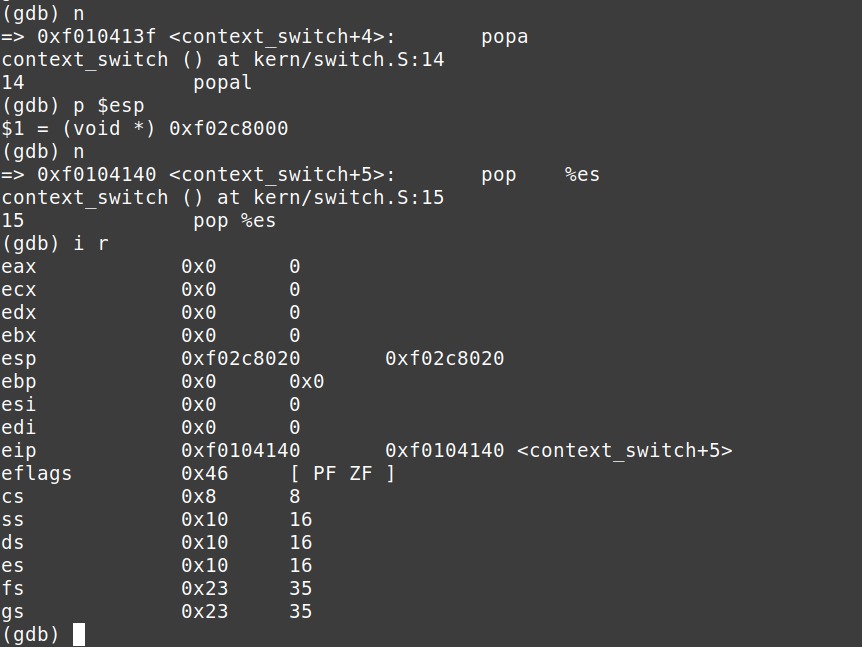 (gdb) n
=> 0xf010413f <context_switch+4>:       popa
context_switch () at kern/switch.S:14
14              popal
(gdb) p $esp
$1 = (void *) 0xf02c8000
(gdb) n
=> 0xf0104140 <context_switch+5>:       pop    %es
context_switch () at kern/switch.S:15
15              pop %es
(gdb) i r
eax            0x0      0
ecx            0x0      0
edx            0x0      0
ebx            0x0      0
esp            0xf02c8020       0xf02c8020
ebp            0x0      0x0
esi            0x0      0
edi            0x0      0
eip            0xf0104140       0xf0104140 <context_switch+5>
eflags         0x46     [ PF ZF ]
cs             0x8      8
ss             0x10     16
ds             0x10     16
es             0x10     16
fs             0x23     35
gs             0x23     35
(gdb)